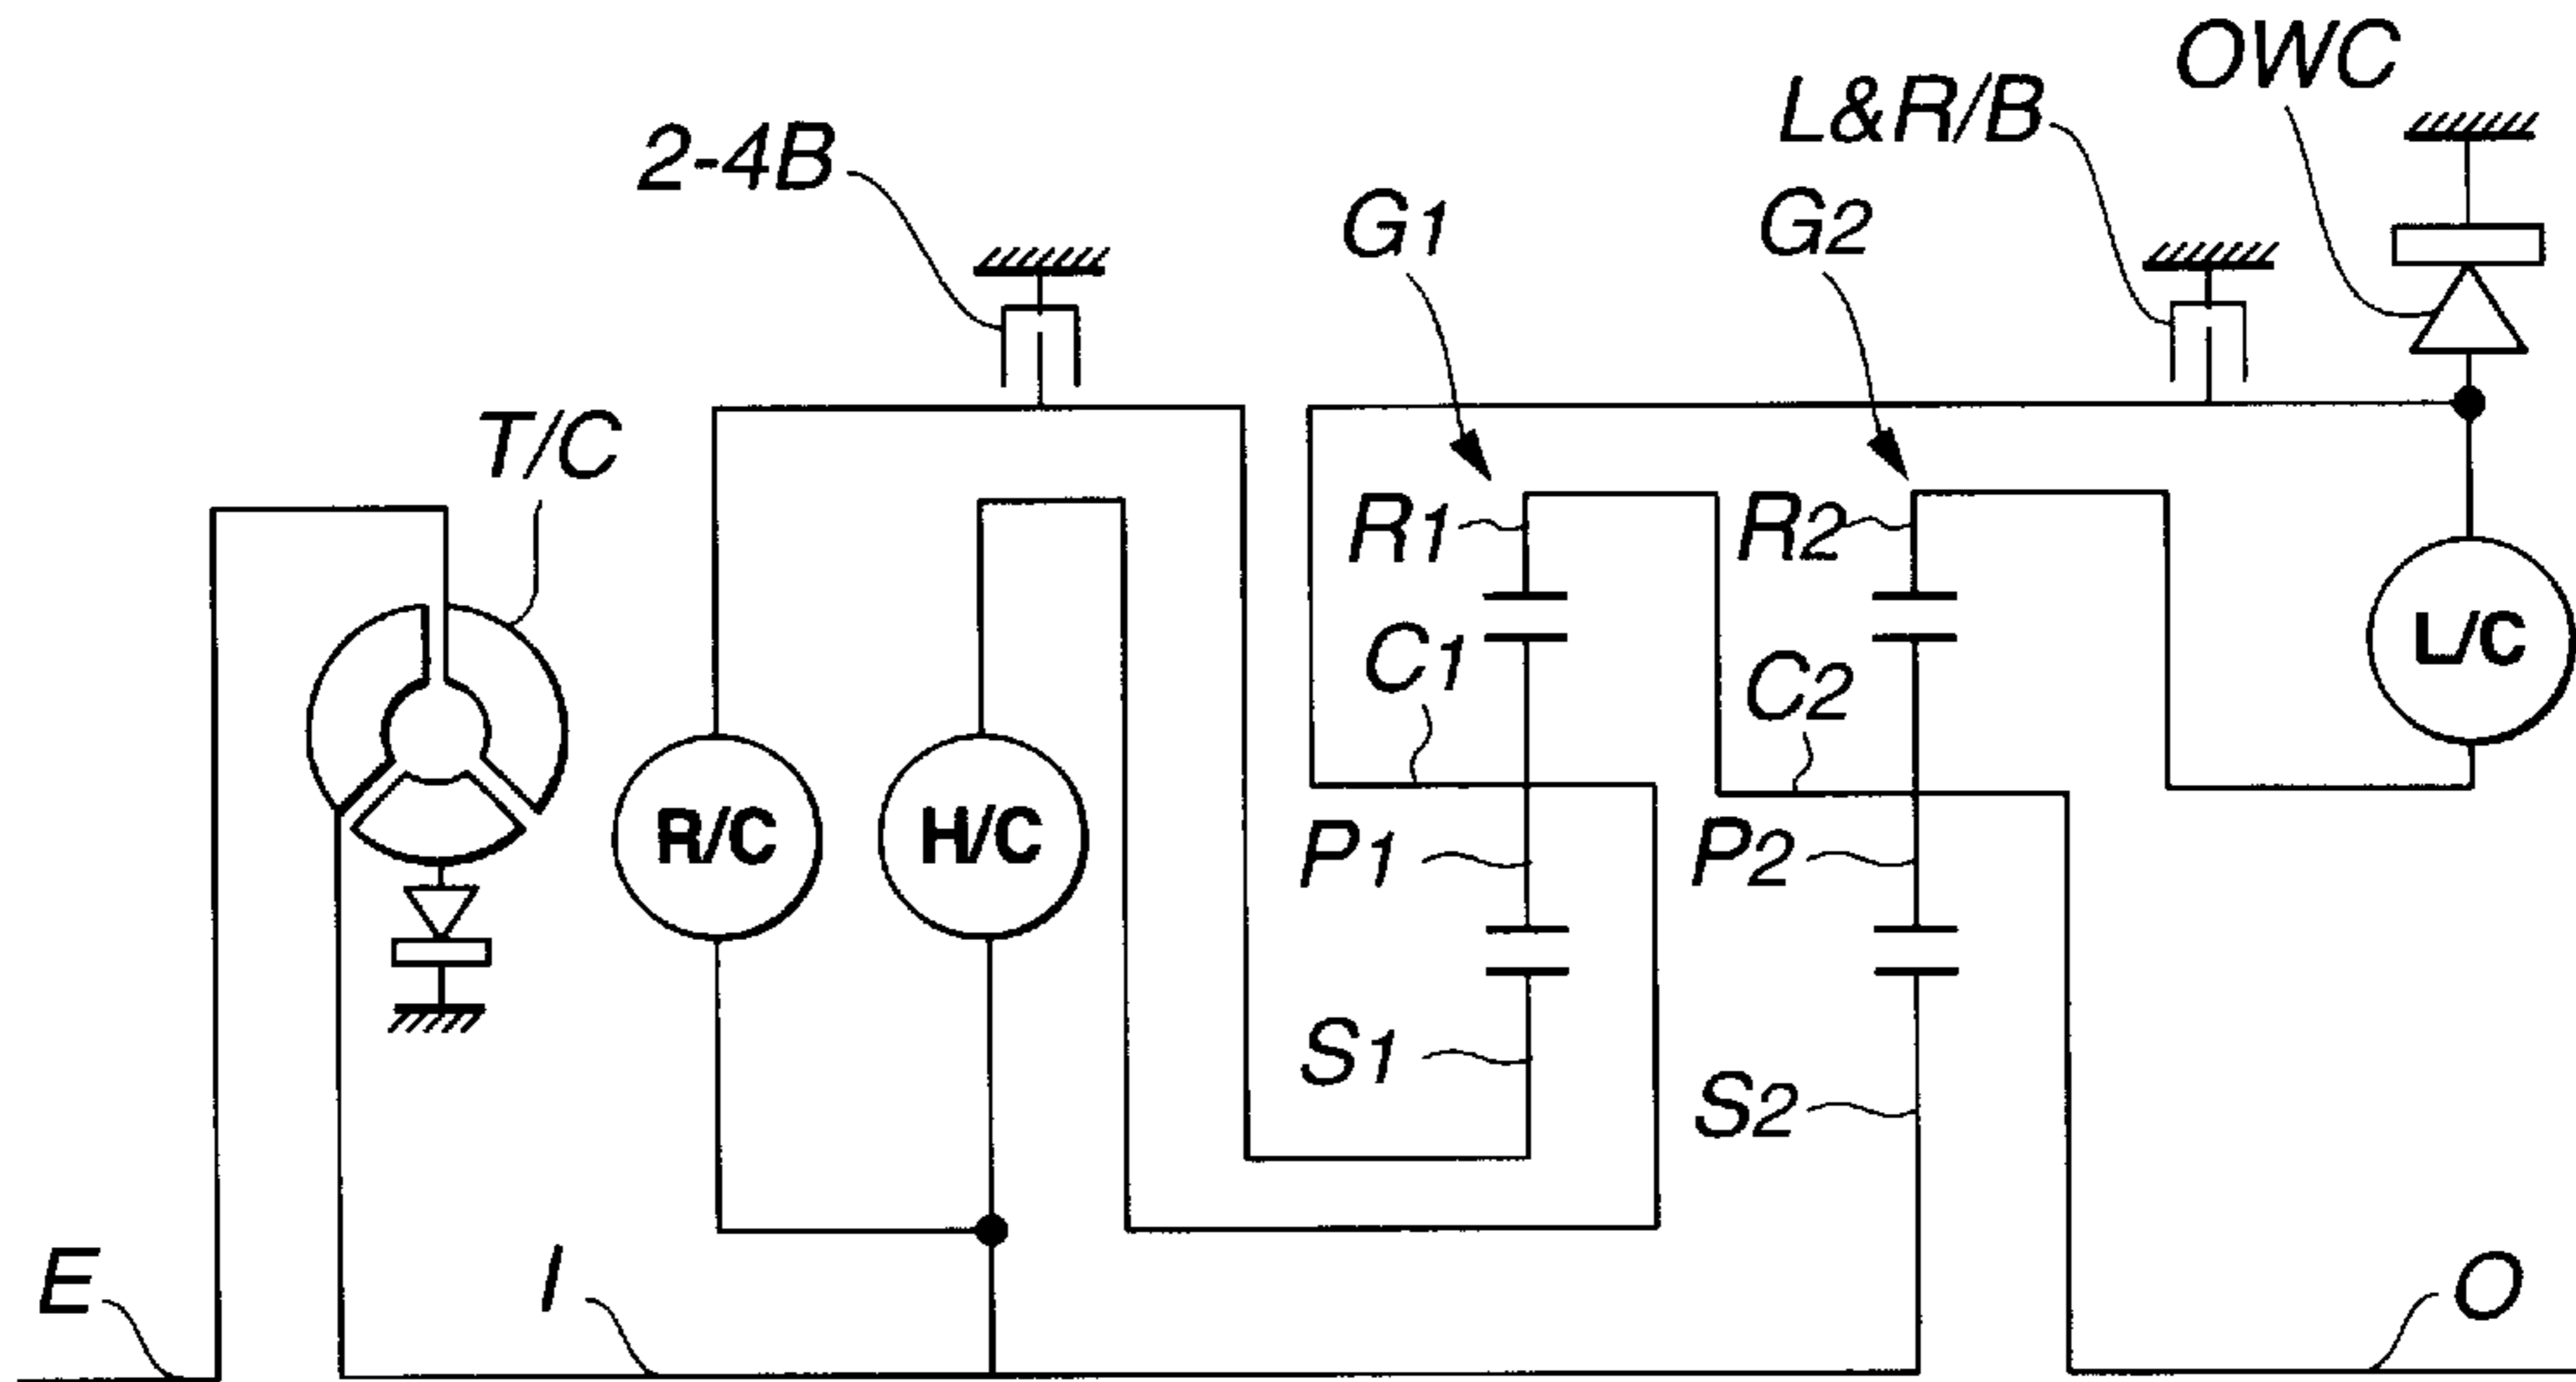 OWC
L&R/B
2-4B
G1
G2
T/C
R1
R2
C1
C2
L/C
R/C
H/C
P1
P2
S1
S2
E
I
O